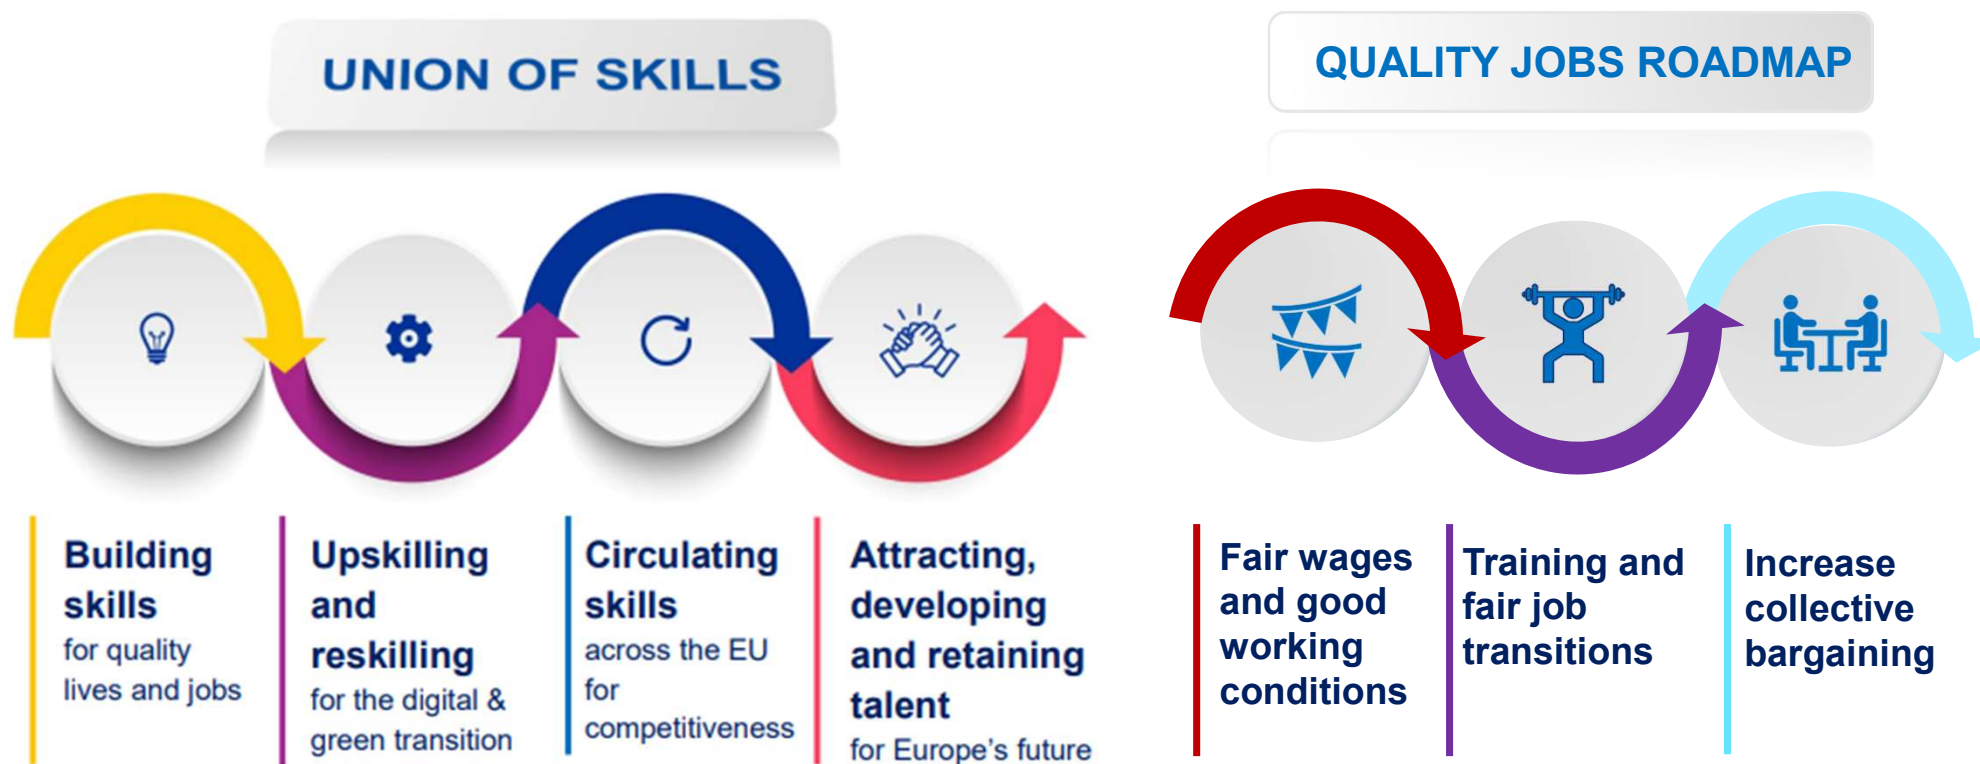 UNION OF SKILLS
Building
skills
for quality
lives and jobs
Upskilling
and
reskilling
for the digital &
green transition
Circulating
skills
across the EU
for
competitiveness
Attracting,
developing
and retaining
talent
for Europe's future
QUALITY JOBS ROADMAP
Fair wages
and good
working
conditions
Training and
fair job
transitions
Increase
collective
bargaining